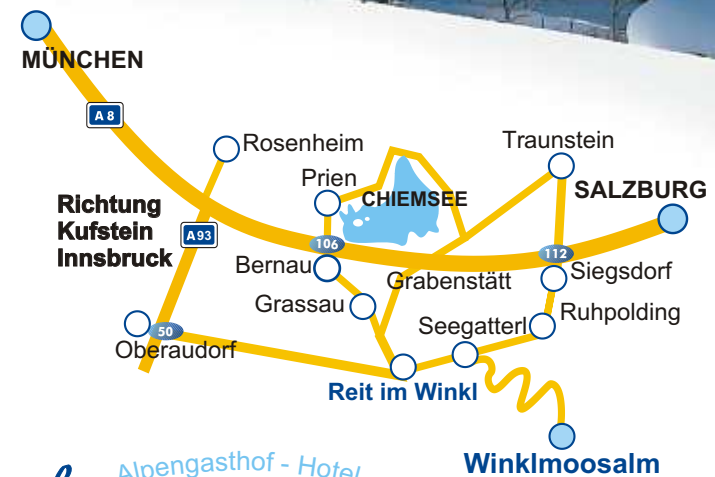 MÜNCHEN
A 8
Rosenheim
Traunstein
Prien
CHIEMSEE
SALZBURG
Richtung
Kufstein
Innsbruck
A 93
106
112
Bernau
Grabenstätt
Siegsdorf
Grassau
Seegatterl
Ruhpolding
50
Oberaudorf
Reit im Winkl
Winklmoosalm
Alpengasthof - Hotel